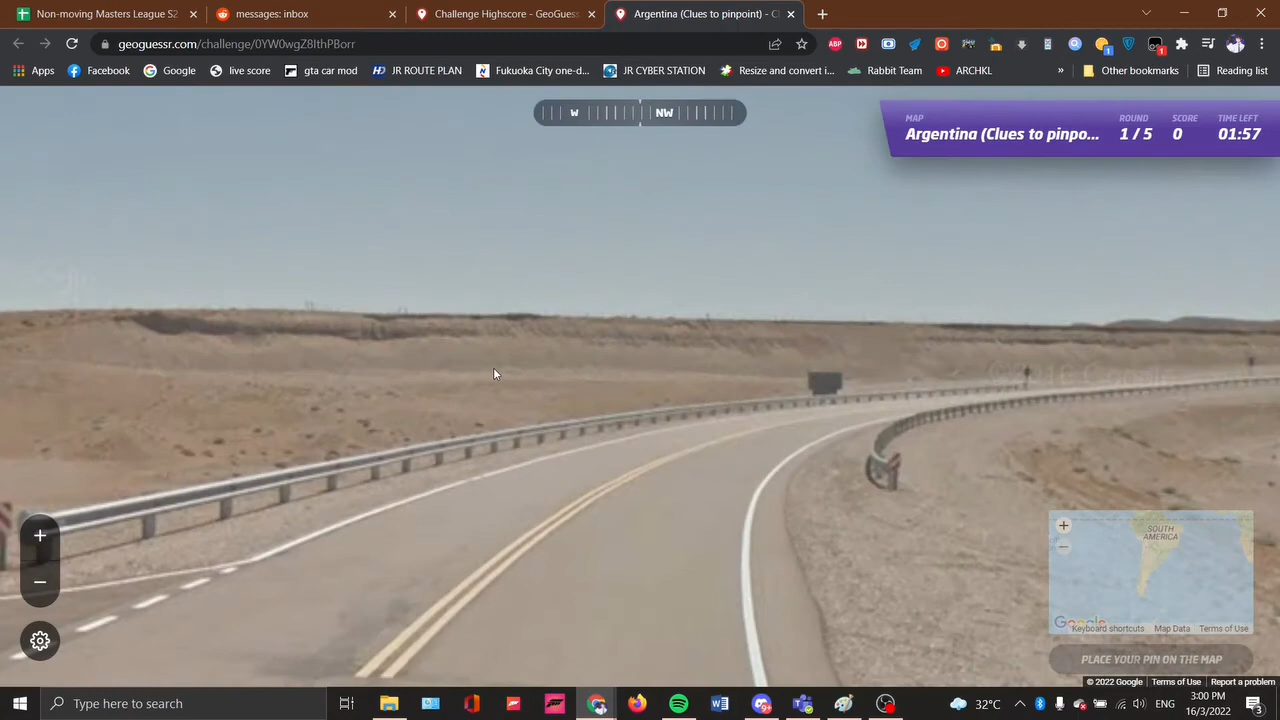 Non-moving Masters League S2
messages: inbox
Challenge Highscore - GeoGuess
Argentina (Clues to pinpoint) - C
geoguessr.com/challenge/0YW0wgZ8IthPBorr
Apps
Facebook
Google
livescore
gta car mod
JR ROUTE PLAN
Fukuoka City one-d...
JR CYBER STATION
Resize and convert i...
Rabbit Team
ARCHKL
»
Other bookmarks
Reading list
W NW
MAP ROUND SCORE TIME LEFT
Argentina (Clues to pinpo... 1 / 5 0 01:57
SOUTH
AMERICA
Google
Keyboard shortcuts Map Data Terms of Use
PLACE YOUR PIN ON THE MAP
© 2022 Google Terms of Use Report a problem
Type here to search
32°C
ENG
3:00 PM
16/3/2022
3